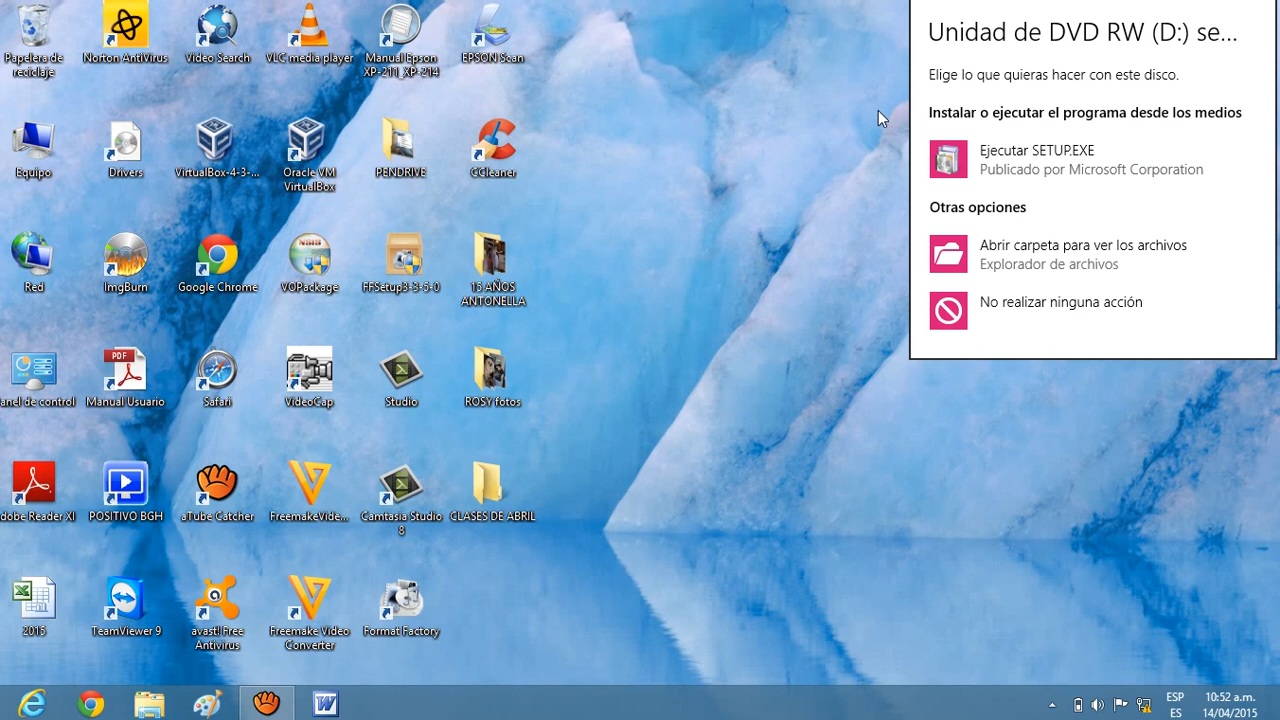 Papelera de
reciclaje
Norton AntiVirus
Video Search
VLC media player
Manual Epson
XP-211_XP-214
EPSON Scan
Equipo
Drivers
VirtualBox-4-3-...
Oracle VM
VirtualBox
PENDRIVE
CCleaner
Red
ImgBurn
Google Chrome
NSIS
VOPackage
FFSetup3-3-5-0
15 AÑOS
ANTONELLA
anel de control
PDF
Manual Usuario
Safari
VideoCap
Studio
ROSY fotos
dobe Reader XI
POSITIVO BGH
aTube Catcher
FreemakeVide...
Camtasia Studio
8
CLASES DE ABRIL
2015
TeamViewer 9
avast! Free
Antivirus
Freemake Video
Converter
Format Factory
Unidad de DVD RW (D:) se...
Elige lo que quieras hacer con este disco.
Instalar o ejecutar el programa desde los medios
Ejecutar SETUP.EXE
Publicado por Microsoft Corporation
Otras opciones
Abrir carpeta para ver los archivos
Explorador de archivos
No realizar ninguna acción
ESP
ES
10:52 a.m.
14/04/2015